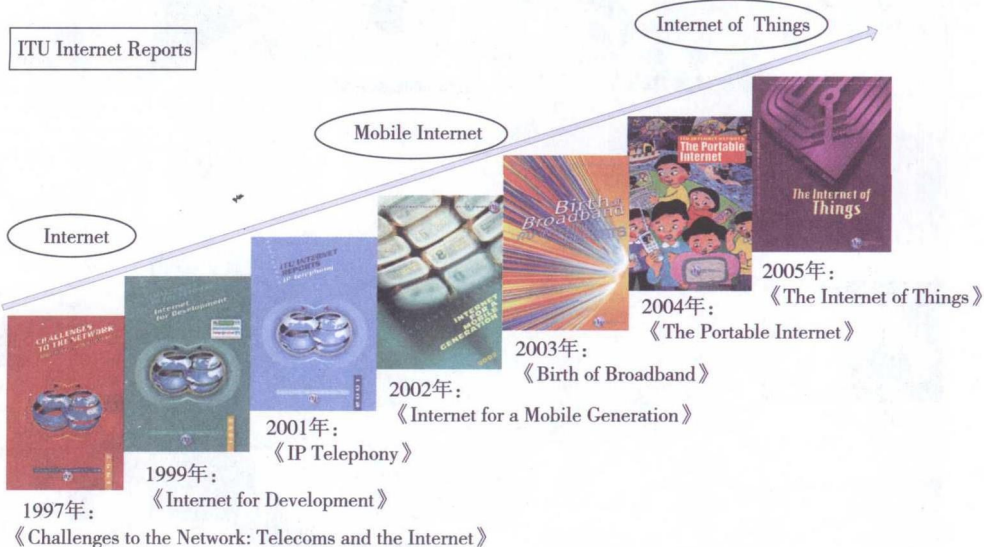 Internet of Things
ITU Internet Reports
Mobile Internet
Internet
The Portable
Internet
The Internet of
Things
Birth of
Broadband
ITU INTERNET
REPORTS
IP Telephony
Internet
for Development
CHALLENGES
TO THE NETWORK
INTERNET
FOR A
MOBILE
GENERATION
2005年：
《The Internet of Things》
2004年：
《The Portable Internet》
2003年：
《Birth of Broadband》
2002年：
《Internet for a Mobile Generation》
2001年：
《IP Telephony》
1999年：
《Internet for Development》
1997年：
《Challenges to the Network: Telecoms and the Internet》